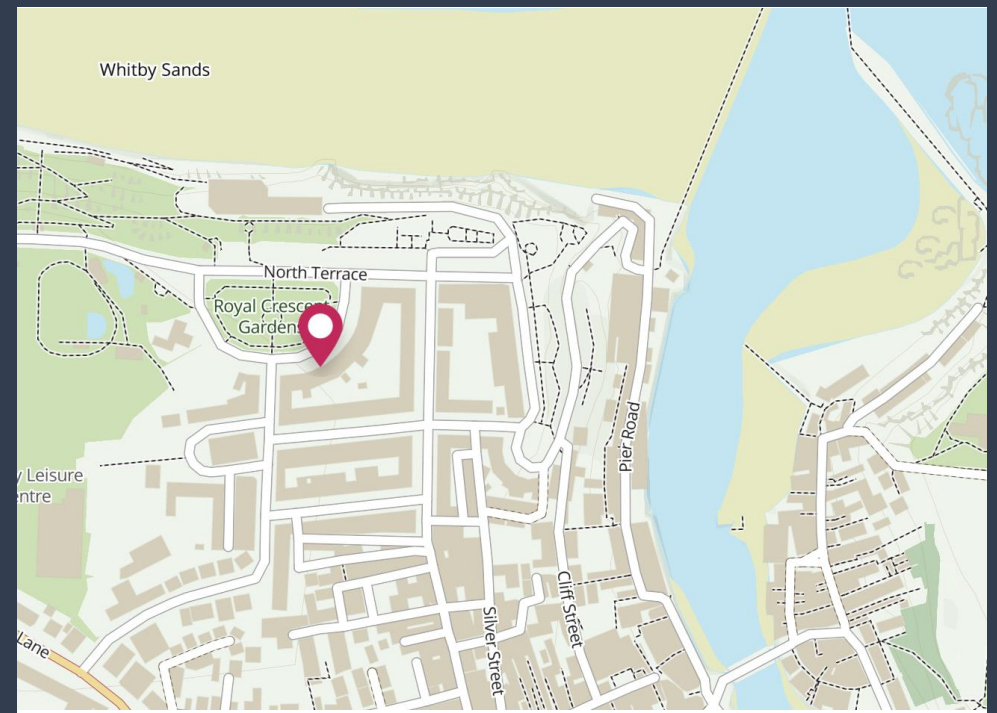 Whitby Sands
North Terrace
Royal Crescent
Gardens
Pier Road
y Leisure
entre
Cliff Street
Silver Street
Lane